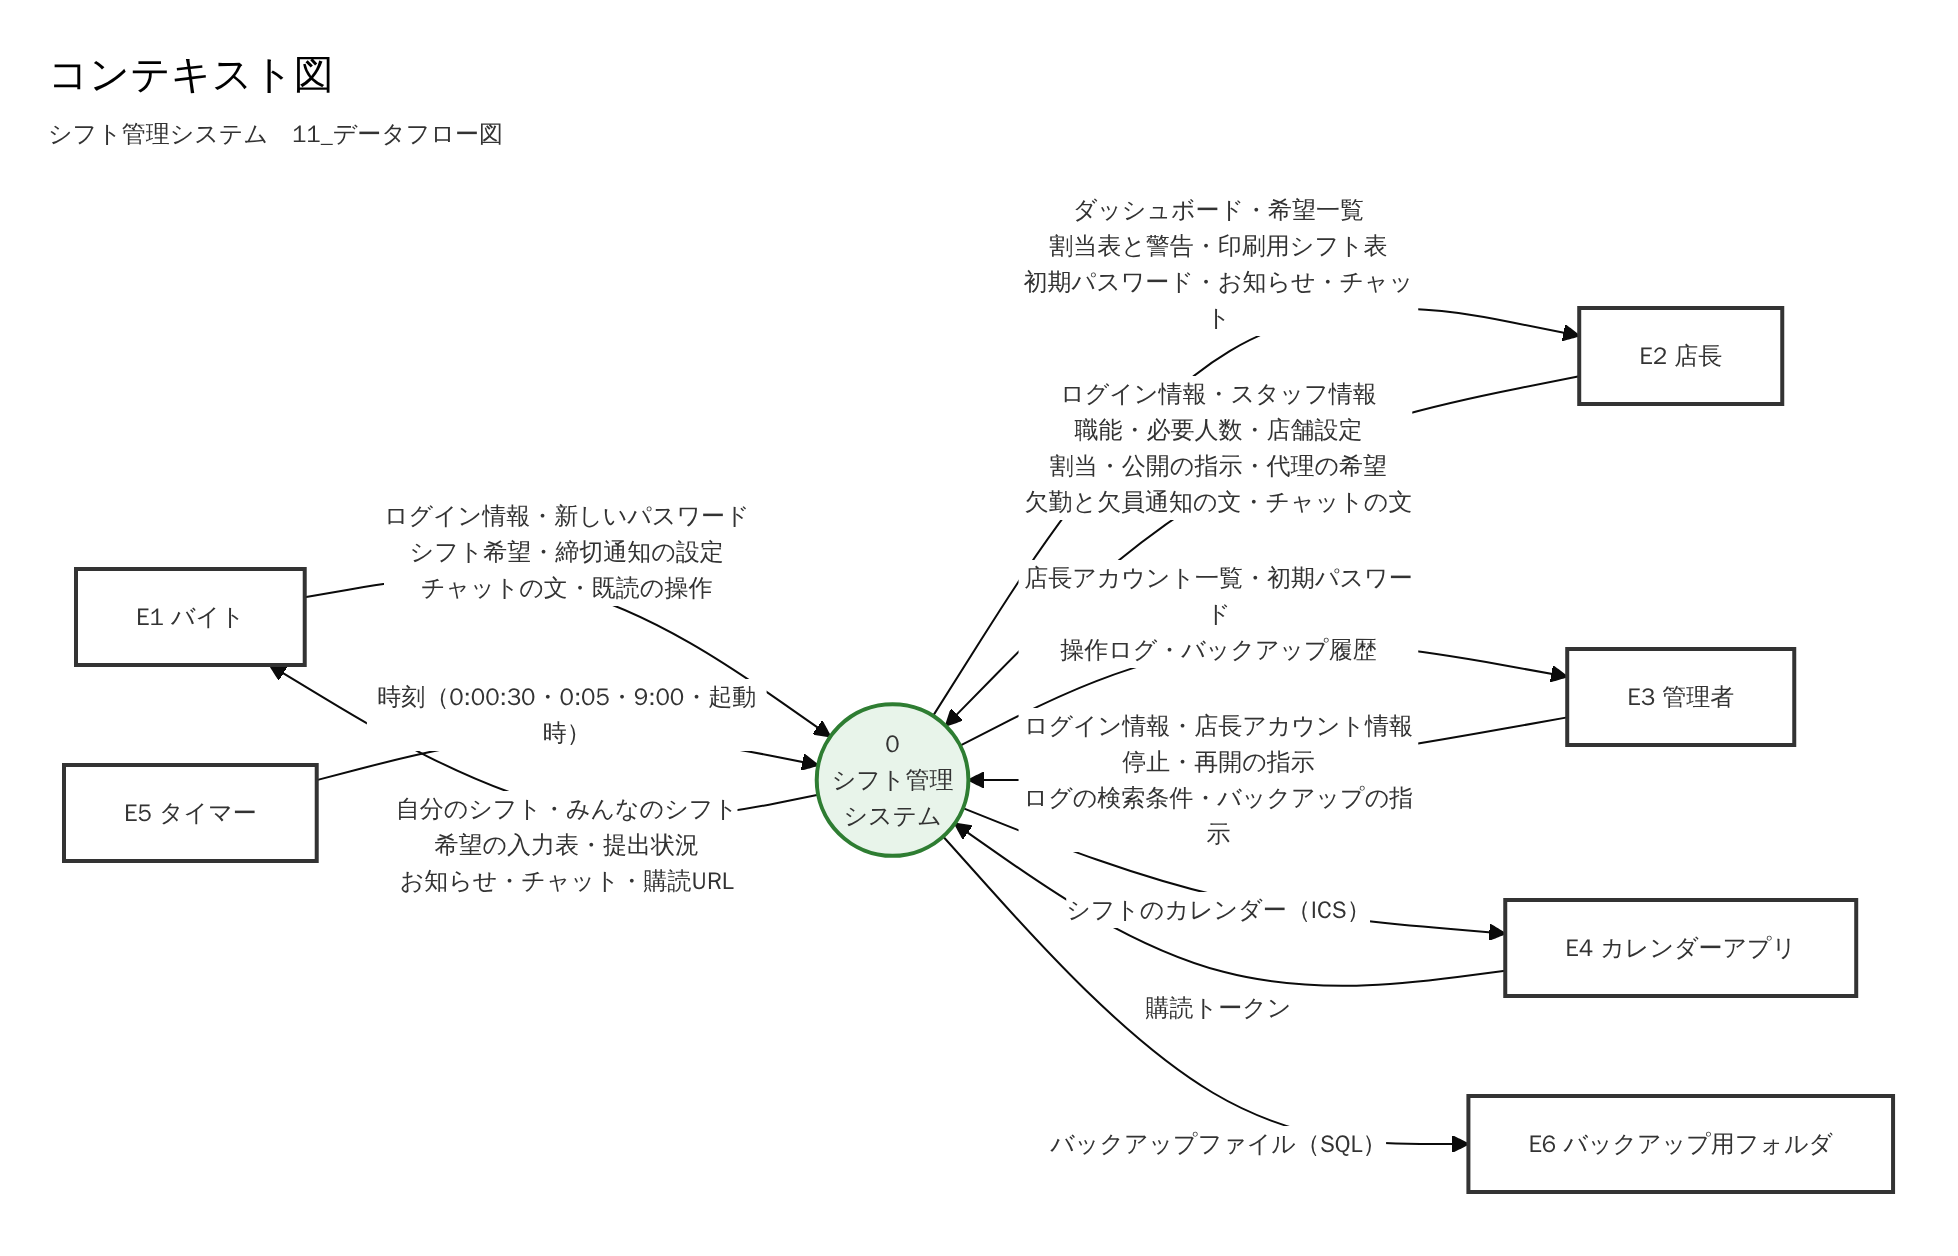 コンテキスト図
シフト管理システム　11_データフロー図
ダッシュボード・希望一覧
割当表と警告・印刷用シフト表
初期パスワード・お知らせ・チャッ
ト
E2 店長
ログイン情報・スタッフ情報
職能・必要人数・店舗設定
割当・公開の指示・代理の希望
欠勤と欠員通知の文・チャットの文
ログイン情報・新しいパスワード
シフト希望・締切通知の設定
チャットの文・既読の操作
E1 バイト
店長アカウント一覧・初期パスワー
ド
操作ログ・バックアップ履歴
E3 管理者
時刻（0:00:30・0:05・9:00・起動
時）
0
シフト管理
システム
ログイン情報・店長アカウント情報
停止・再開の指示
ログの検索条件・バックアップの指
示
E5 タイマー
自分のシフト・みんなのシフト
希望の入力表・提出状況
お知らせ・チャット・購読URL
シフトのカレンダー（ICS）
E4 カレンダーアプリ
購読トークン
バックアップファイル（SQL）
E6 バックアップ用フォルダ